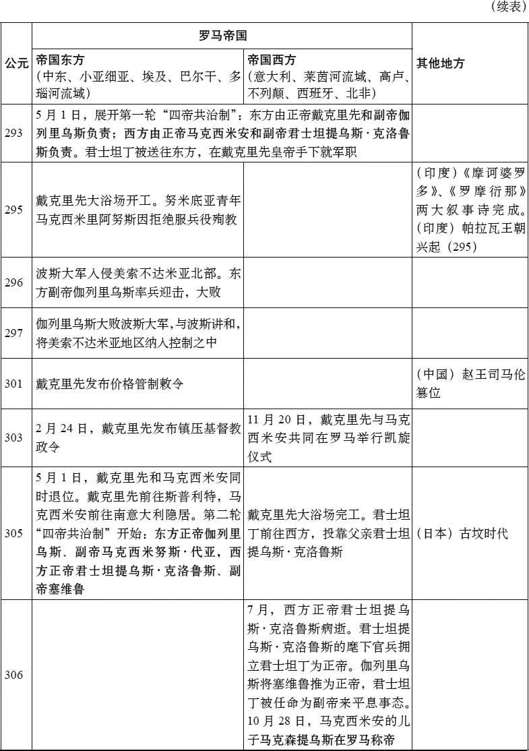 （续表）
公元
罗马帝国
帝国东方
（中东、小亚细亚、埃及、巴尔干、多
瑙河流域）
帝国西方
（意大利、莱茵河流域、高卢、
不列颠、西班牙、北非）
其他地方
293
5 月 1 日，展开第一轮“四帝共治制”：东方由正帝戴克里先和副帝伽
列里乌斯负责；西方由正帝马克西米安和副帝君士坦提乌斯·克洛鲁
斯负责。君士坦丁被送往东方，在戴克里先皇帝手下就军职
295
戴克里先大浴场开工。努米底亚青年
马克西米里阿努斯因拒绝服兵役殉教
（印度）《摩诃婆罗
多》、《罗摩衍那》
两大叙事诗完成。
（印度）帕拉瓦王朝
兴起（295）
296
波斯大军入侵美索不达米亚北部。东
方副帝伽列里乌斯率兵迎击，大败
297
伽列里乌斯大败波斯大军，与波斯讲和，
将美索不达米亚地区纳入控制之中
301
戴克里先发布价格管制敕令
（中国）赵王司马伦
篡位
303
2 月 24 日，戴克里先发布镇压基督教
政令
11 月 20 日，戴克里先与马克
西米安共同在罗马举行凯旋
仪式
305
5 月 1 日，戴克里先和马克西米安同
时退位。戴克里先前往斯普利特，马
克西米安前往南意大利隐居。第二轮
“四帝共治制”开始：东方正帝伽列里
乌斯、副帝马克西米努斯·代亚，西
方正帝君士坦提乌斯·克洛鲁斯、副
帝塞维鲁
戴克里先大浴场完工。君士坦
丁前往西方，投靠父亲君士坦
提乌斯·克洛鲁斯
（日本）古坟时代
306
7 月，西方正帝君士坦提乌
斯·克洛鲁斯病逝。君士坦提
乌斯·克洛鲁斯的麾下官兵拥
立君士坦丁为正帝。伽列里乌
斯将塞维鲁推为正帝，君士坦
丁被任命为副帝来平息事态。
10 月 28 日，马克西米安的儿
子马克森提乌斯在罗马称帝